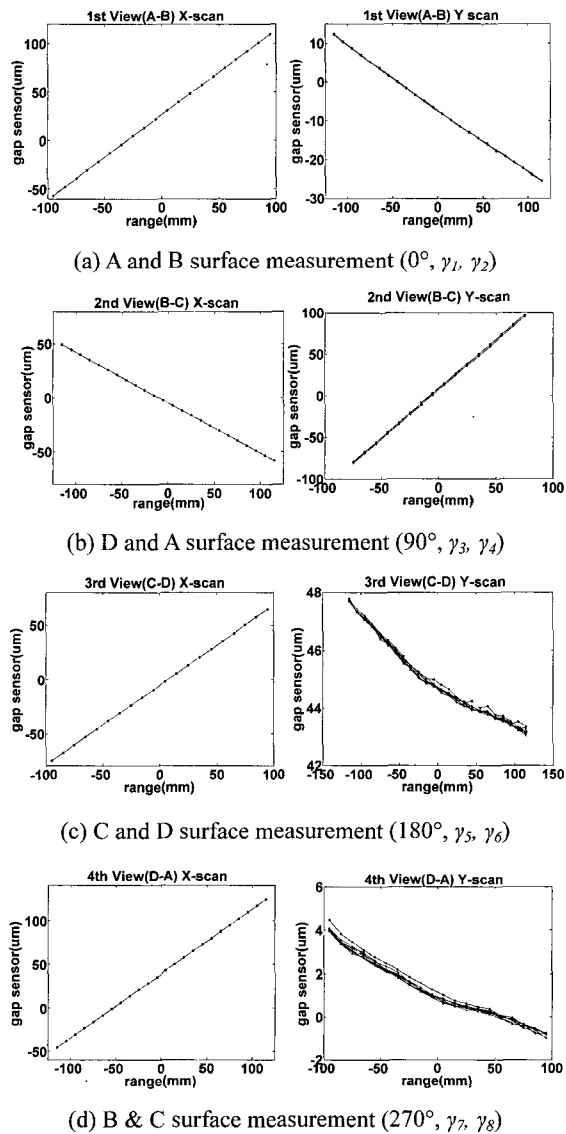 1st View(A-B) X-scan
1st View(A-B) Y scan
100
50
0
-50
-100
-50
0
50
100
gap sensor(um)
range(mm)
10
0
-10
-20
-30
-100
-50
0
50
100
gap sensor(um)
range(mm)
(a) A and B surface measurement (0°, γ1, γ2)
2nd View(B-C) X-scan
2nd View(B-C) Y-scan
50
0
-50
-100
-50
0
50
100
gap sensor(um)
range(mm)
100
50
0
-50
-100
-100
-50
0
50
100
gap sensor(um)
range(mm)
(b) D and A surface measurement (90°, γ3, γ4)
3rd View(C-D) X-scan
3rd View(C-D) Y-scan
50
0
-50
-100
-50
0
50
100
gap sensor(um)
range(mm)
48
46
44
42
-150
-100
-50
0
50
100
150
gap sensor(um)
range(mm)
(c) C and D surface measurement (180°, γ5, γ6)
4th View(D-A) X-scan
4th View(D-A) Y-scan
100
50
0
-50
-100
-50
0
50
100
gap sensor(um)
range(mm)
6
4
2
0
-2
-100
-50
0
50
100
gap sensor(um)
range(mm)
(d) B & C surface measurement (270°, γ7, γ8)